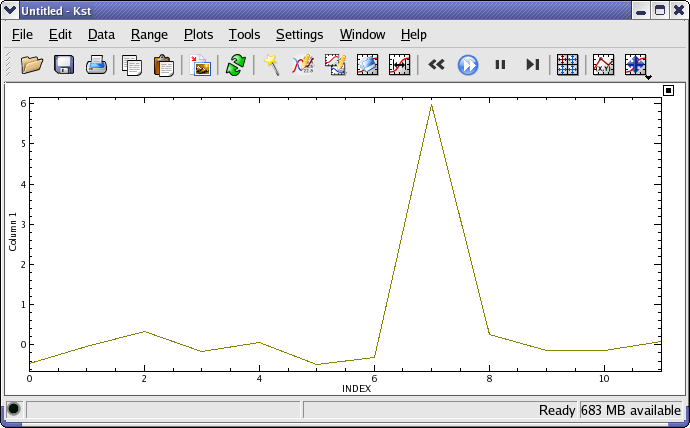 Untitled - Kst
File Edit Data Range Plots Tools Settings Window Help
6
5
4
3
2
1
0
Column 1
0 2 4 6 8 10
INDEX
Ready 683 MB available